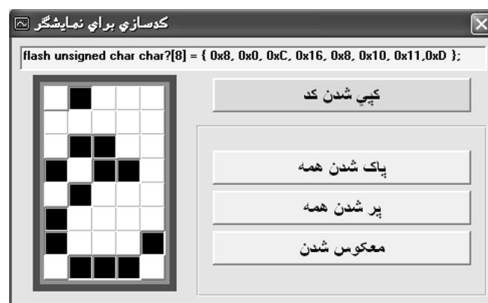 کدسازي براي نمايشگر
flash unsigned char char?[8] = { 0x8, 0x0, 0xC, 0x16, 0x8, 0x10, 0x11,0xD };
کپي شدن کد
پاک شدن همه
پر شدن همه
معکوس شدن